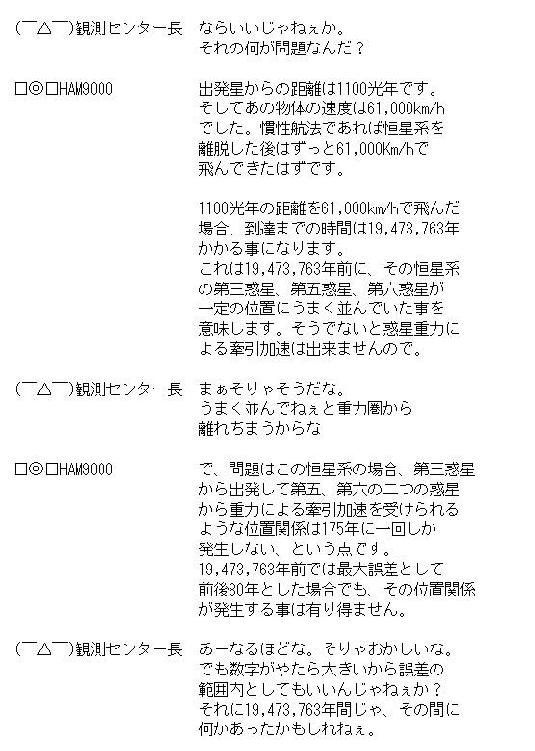 (￣△￣)観測センター長 ならいいじゃねぇか。
それの何が問題なんだ？
□◎□HAM9000 出発星からの距離は1100光年です。
そしてあの物体の速度は61,000km/h
でした。慣性航法であれば恒星系を
離脱した後はずっと61,000Km/hで
飛んできたはずです。
1100光年の距離を61,000km/hで飛んだ
場合、到達までの時間は19,473,763年
かかる事になります。
これは19,473,763年前に、その恒星系
の第三惑星、第五惑星、第八惑星が
一定の位置にうまく並んでいた事を
意味します。そうでないと惑星重力に
よる牽引加速は出来ませんので。
(￣△￣)観測センター長 まぁそりゃそうだな。
うまく並んでねぇと重力圏から
離れちまうからな
□◎□HAM9000 で、問題はこの恒星系の場合、第三惑星
から出発して第五、第六の二つの惑星
から重力による牽引加速を受けられる
ような位置関係は175年に一回しか
発生しない、という点です。
19,473,763年前では最大誤差として
前後80年とした場合でも、その位置関係
が発生する事は有り得ません。
(￣△￣)観測センター長 あーなるほどな。そりゃおかしいな。
でも数字がやたら大きいから誤差の
範囲内としてもいいんじゃねぇか？
それに19,473,763年間じゃ、その間に
何かあったかもしれねぇ。